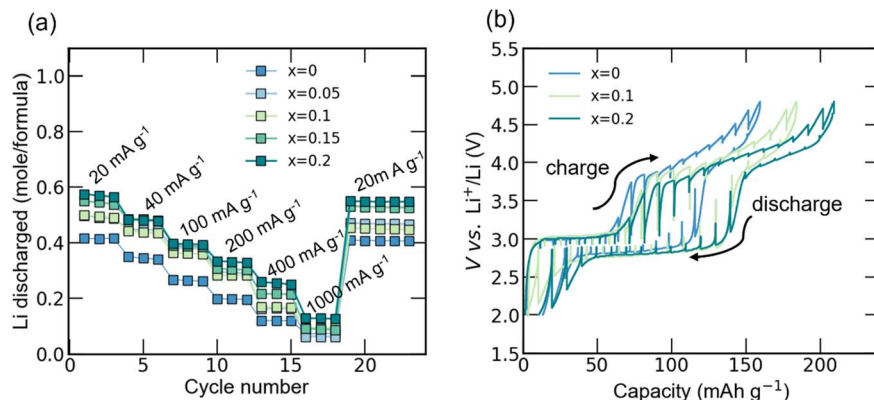 (a)
1.0
0.8
0.6
0.4
0.2
0.0
0
5
10
15
20
Li discharged (mole/formula)
Cycle number
x=0
x=0.05
x=0.1
x=0.15
x=0.2
20 mA g⁻¹
40 mA g⁻¹
100 mA g⁻¹
200 mA g⁻¹
400 mA g⁻¹
1000 mA g⁻¹
20m A g⁻¹
(b)
5.0
4.5
4.0
3.5
3.0
2.5
2.0
1.5
0
50
100
150
200
V vs. Li⁺/Li (V)
Capacity (mAh g⁻¹)
x=0
x=0.1
x=0.2
charge
discharge